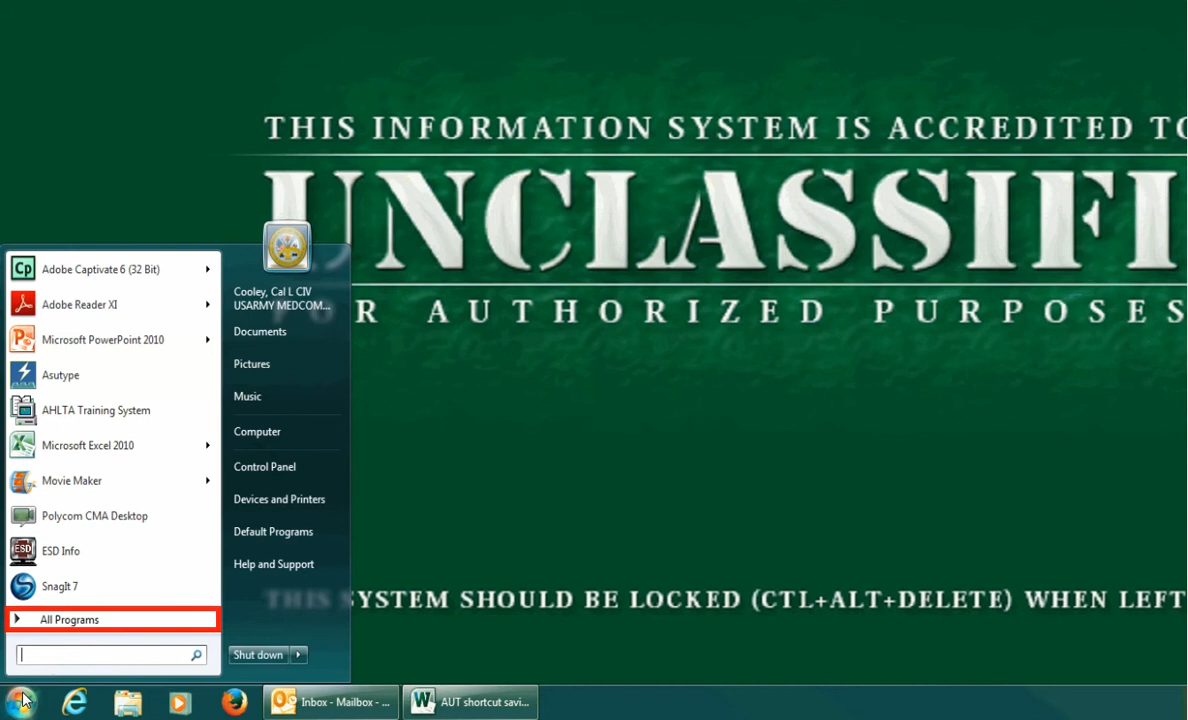 THIS INFORMATION SYSTEM IS ACCREDITED TO
UNCLASSIFI
R AUTHORIZED PURPOSES
THIS SYSTEM SHOULD BE LOCKED (CTL+ALT+DELETE) WHEN LEFT
Cp
Adobe Captivate 6 (32 Bit)
Adobe Reader XI
Microsoft PowerPoint 2010
Asutype
AHLTA Training System
Microsoft Excel 2010
Movie Maker
Polycom CMA Desktop
ESD
ESD Info
SnagIt 7
All Programs
Cooley, Cal L CIV
USARMY MEDCOM...
Documents
Pictures
Music
Computer
Control Panel
Devices and Printers
Default Programs
Help and Support
Shut down
Inbox - Mailbox - ...
AUT shortcut savi...